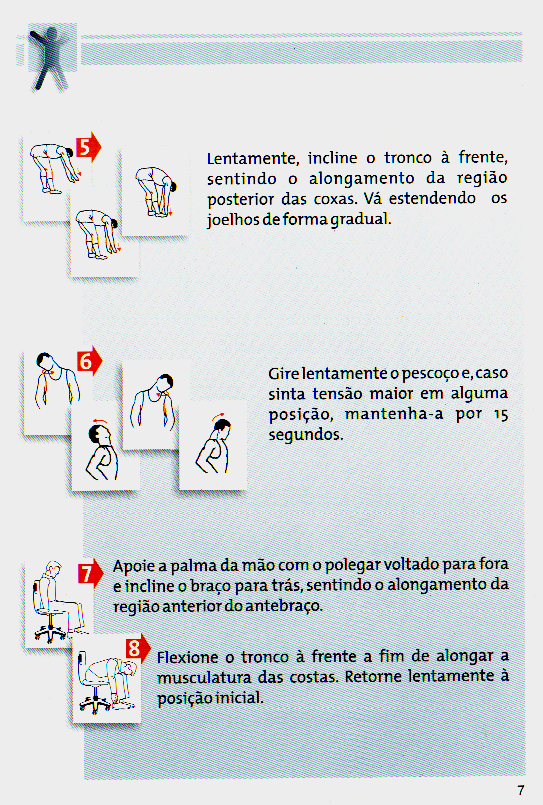 5
Lentamente, incline o tronco à frente,
sentindo o alongamento da região
posterior das coxas. Vá estendendo os
joelhos de forma gradual.
6
Gire lentamente o pescoço e, caso
sinta tensão maior em alguma
posição, mantenha-a por 15
segundos.
7
Apoie a palma da mão com o polegar voltado para fora
e incline o braço para trás, sentindo o alongamento da
região anterior do antebraço.
8
Flexione o tronco à frente a fim de alongar a
musculatura das costas. Retorne lentamente à
posição inicial.
7